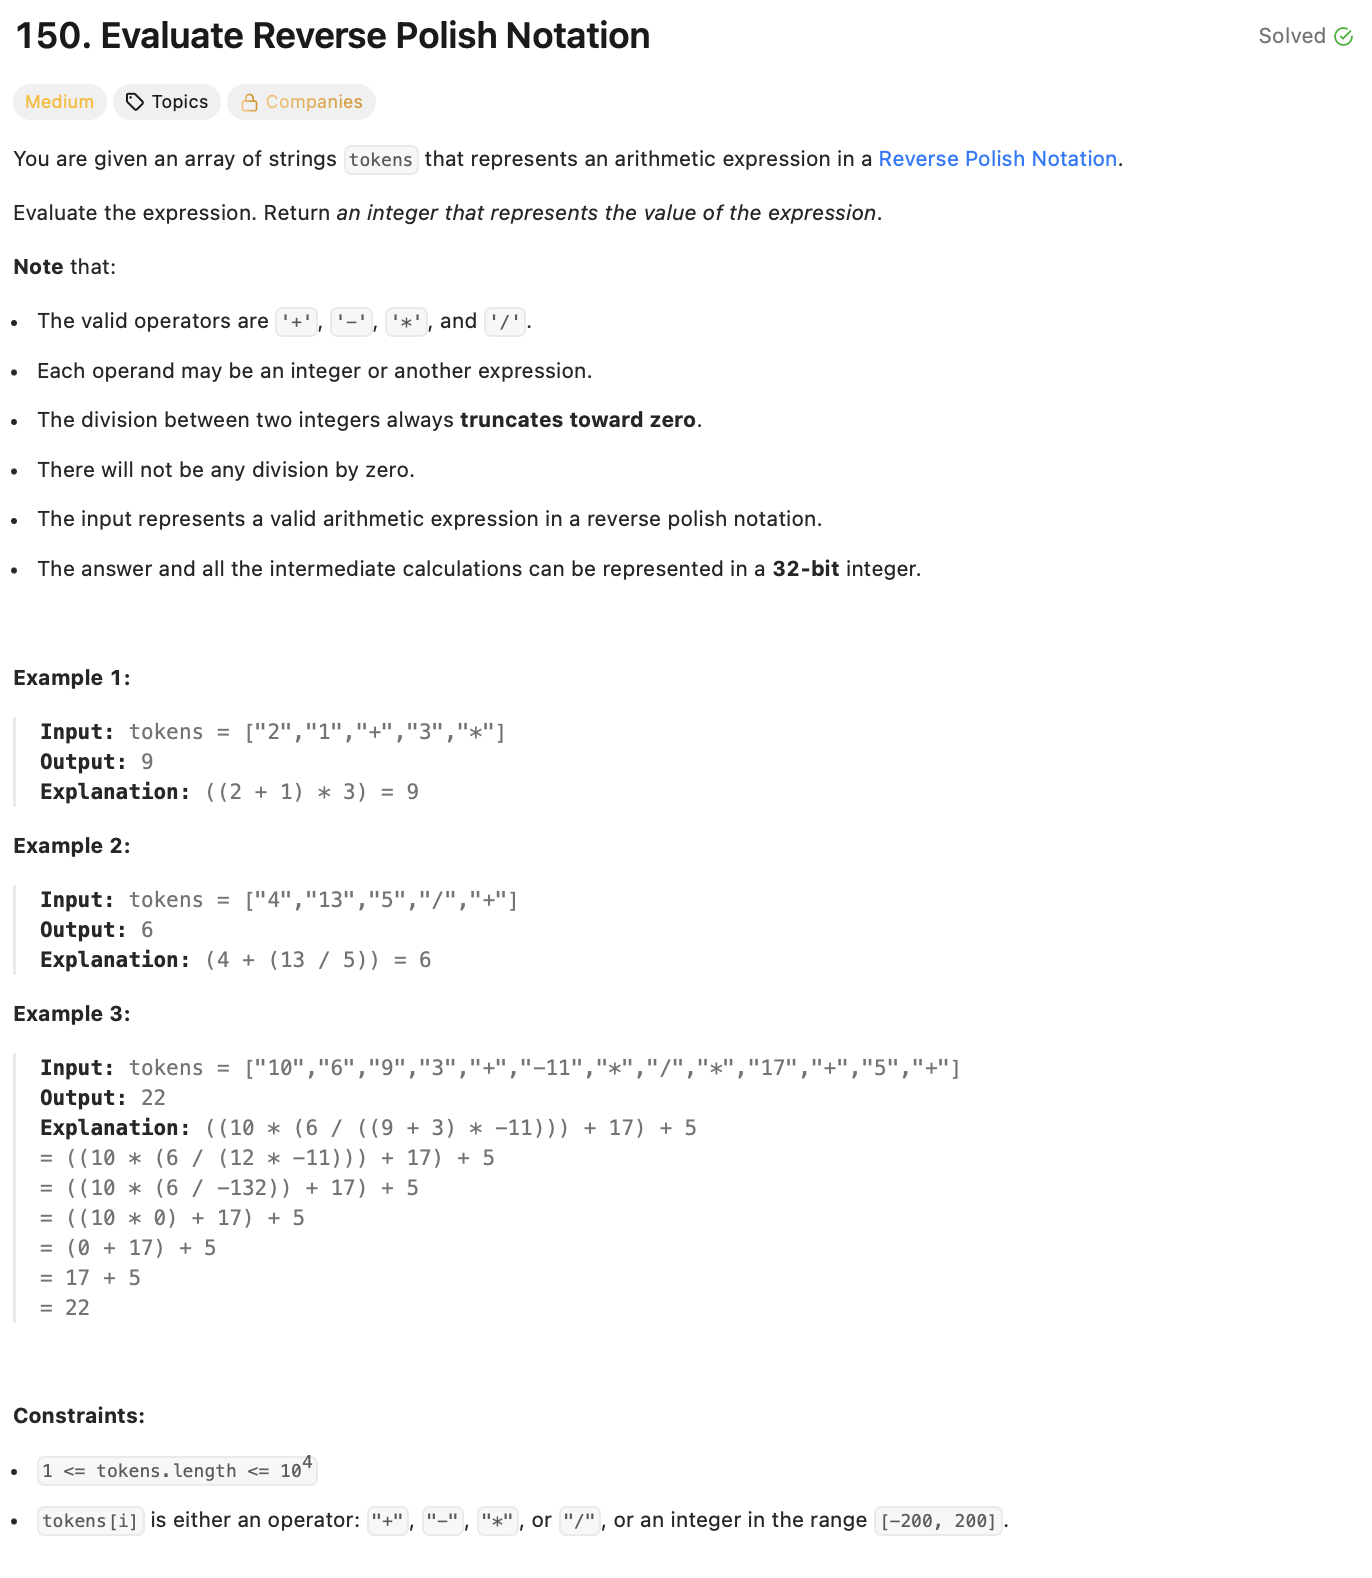 150. Evaluate Reverse Polish Notation
Solved
Medium Topics Companies
You are given an array of strings tokens that represents an arithmetic expression in a Reverse Polish Notation.
Evaluate the expression. Return an integer that represents the value of the expression.
Note that:
• The valid operators are '+', '-', '*', and '/'.
• Each operand may be an integer or another expression.
• The division between two integers always truncates toward zero.
• There will not be any division by zero.
• The input represents a valid arithmetic expression in a reverse polish notation.
• The answer and all the intermediate calculations can be represented in a 32-bit integer.
Example 1:
Input: tokens = ["2","1","+","3","*"]
Output: 9
Explanation: ((2 + 1) * 3) = 9
Example 2:
Input: tokens = ["4","13","5","/","+"]
Output: 6
Explanation: (4 + (13 / 5)) = 6
Example 3:
Input: tokens = ["10","6","9","3","+","-11","*","/","*","17","+","5","+"]
Output: 22
Explanation: ((10 * (6 / ((9 + 3) * -11))) + 17) + 5
= ((10 * (6 / (12 * -11))) + 17) + 5
= ((10 * (6 / -132)) + 17) + 5
= ((10 * 0) + 17) + 5
= (0 + 17) + 5
= 17 + 5
= 22
Constraints:
• 1 <= tokens.length <= 10⁴
• tokens[i] is either an operator: "+", "-", "*", or "/", or an integer in the range [-200, 200].